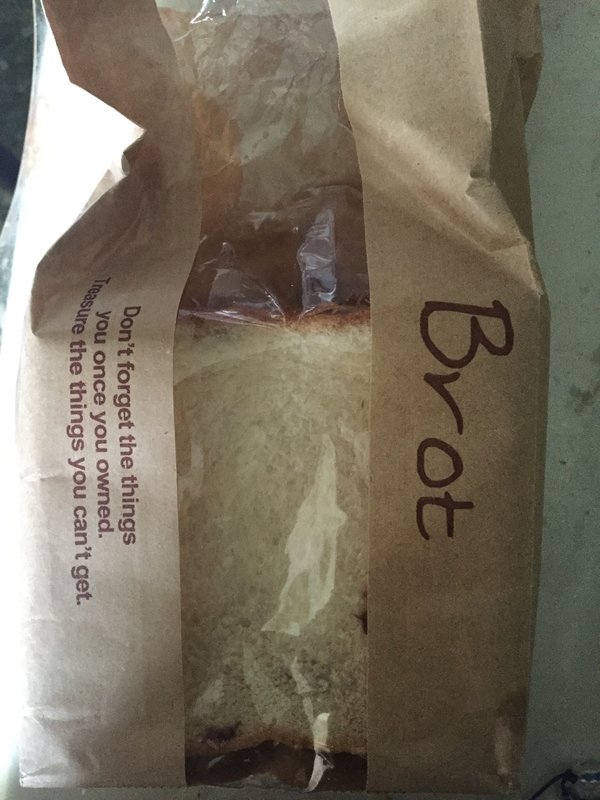 Brot
Don't forget the things
you once you owned.
Treasure the things you can't get.